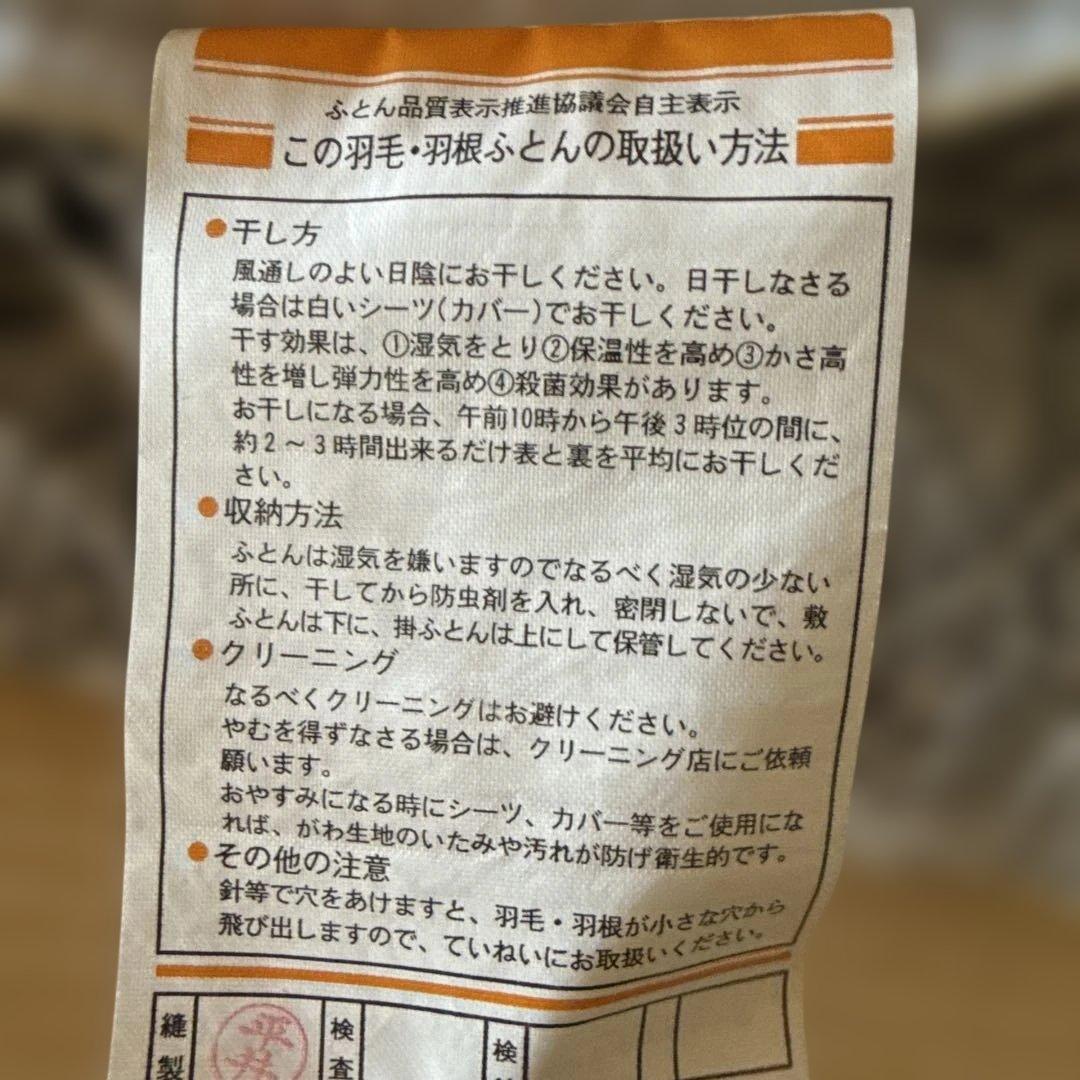 ふとん品質表示推進協議会自主表示
この羽毛・羽根ふとんの取扱い方法
●干し方
風通しのよい日陰にお干しください。日干しなさる
場合は白いシーツ(カバー)でお干しください。
干す効果は、①湿気をとり②保温性を高め③かさ高
性を増し弾力性を高め④殺菌効果があります。
お干しになる場合、午前10時から午後3時位の間に、
約2〜3時間出来るだけ表と裏を平均にお干しくだ
さい。
●収納方法
ふとんは湿気を嫌いますのでなるべく湿気の少ない
所に、干してから防虫剤を入れ、密閉しないで、敷
ふとんは下に、掛ふとんは上にして保管してください。
●クリーニング
なるべくクリーニングはお避けください。
やむを得ずなさる場合は、クリーニング店にご依頼
願います。
おやすみになる時にシーツ、カバー等をご使用にな
れば、がわ生地のいたみや汚れが防げ衛生的です。
●その他の注意
針等で穴をあけますと、羽毛・羽根が小さな穴から
飛び出しますので、ていねいにお取扱いください。
縫製
検査
検